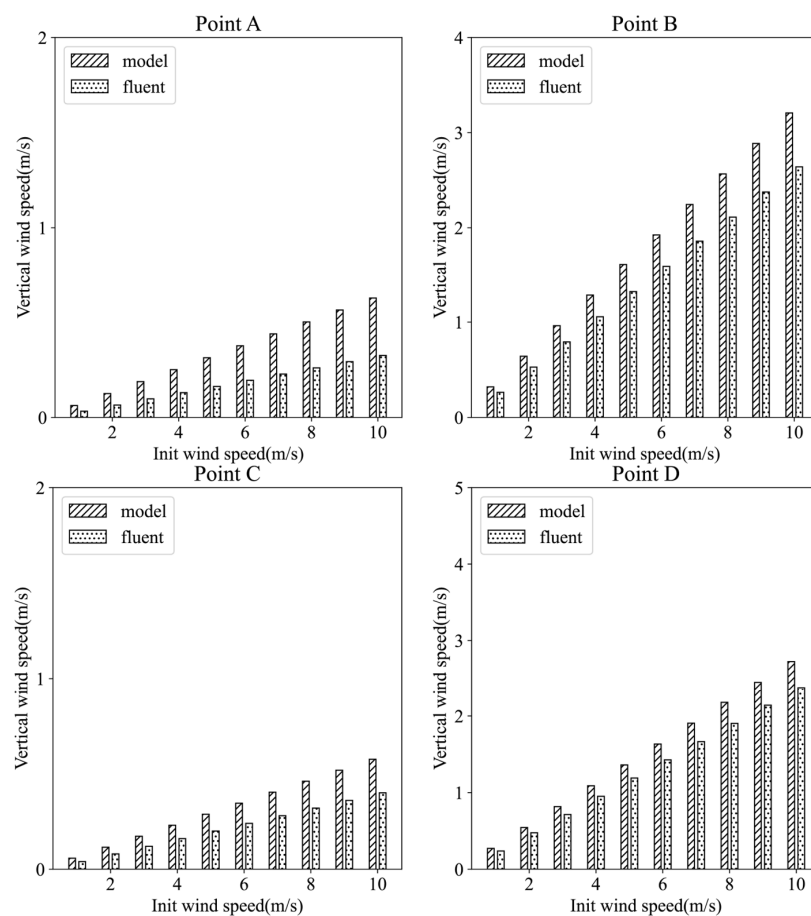 Point A
2
1
0
Vertical wind speed(m/s)
model
fluent
2 4 6 8 10
Init wind speed(m/s)
Point B
4
3
2
1
0
Vertical wind speed(m/s)
model
fluent
2 4 6 8 10
Init wind speed(m/s)
Point C
2
1
0
Vertical wind speed(m/s)
model
fluent
2 4 6 8 10
Init wind speed(m/s)
Point D
5
4
3
2
1
0
Vertical wind speed(m/s)
model
fluent
2 4 6 8 10
Init wind speed(m/s)